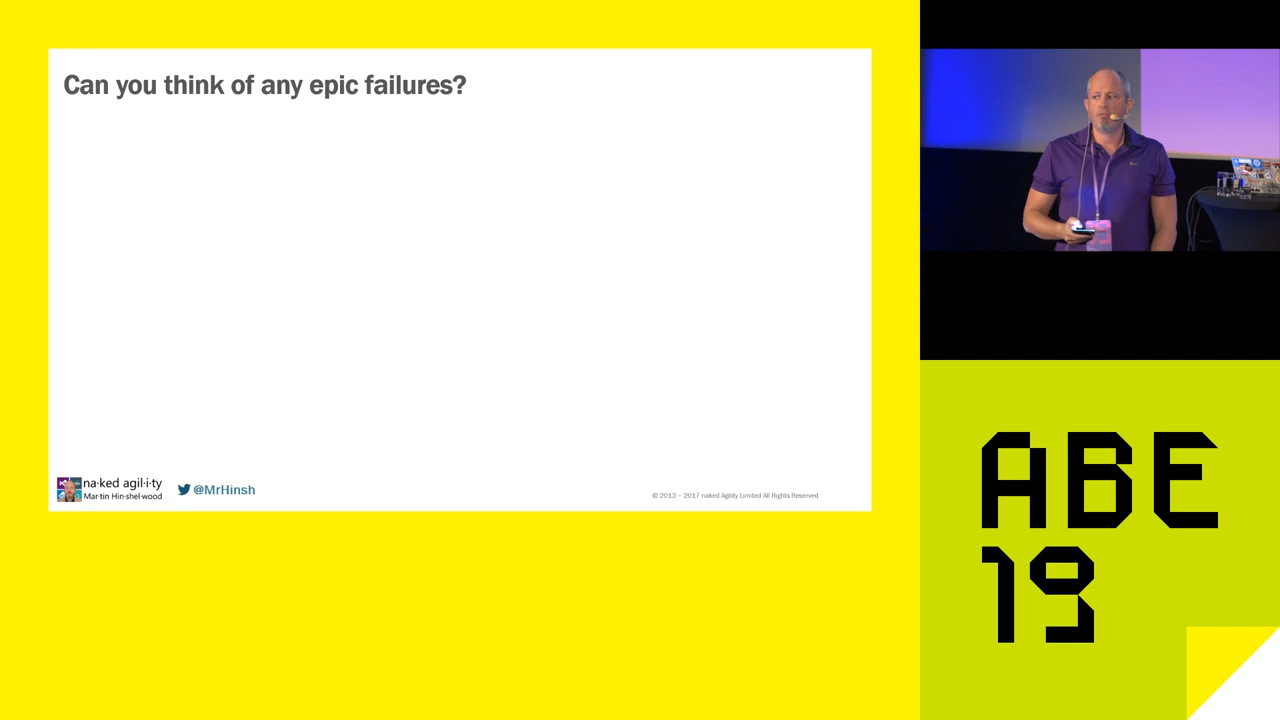 Can you think of any epic failures?
na·ked agil·i·ty
Mar·tin Hin·shel·wood
@MrHinsh
© 2013 – 2017 naked Agility Limited All Rights Reserved
ABE
19